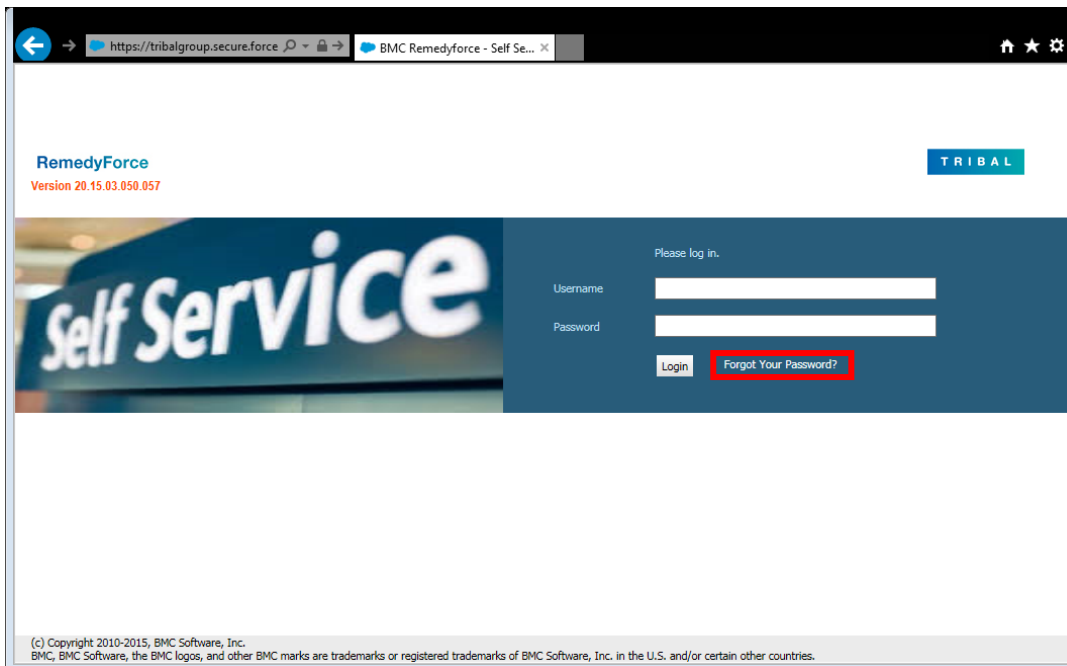 https://tribalgroup.secure.force
BMC Remedyforce - Self Se...
RemedyForce
TRIBAL
Version 20.15.03.050.057
Self Service
Please log in.
Username
Password
Login
Forgot Your Password?
(c) Copyright 2010-2015, BMC Software, Inc.
BMC, BMC Software, the BMC logos, and other BMC marks are trademarks or registered trademarks of BMC Software, Inc. in the U.S. and/or certain other countries.